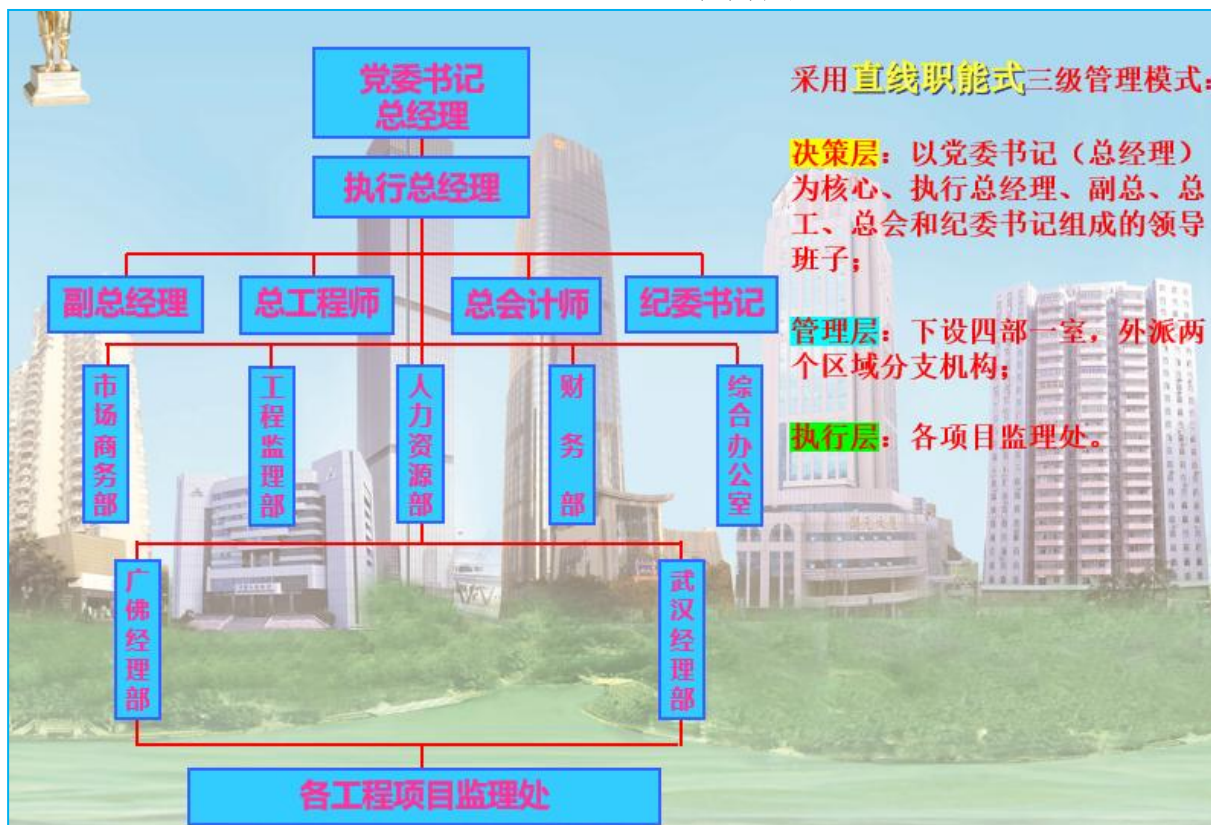 党委书记
总经理
执行总经理
副总经理
总工程师
总会计师
纪委书记
市场商务部
工程监理部
人力资源部
财务部
综合办公室
广佛经理部
武汉经理部
各工程项目监理处
采用直线职能式三级管理模式:
决策层：以党委书记（总经理）
为核心、执行总经理、副总、总
工、总会和纪委书记组成的领导
班子；
管理层：下设四部一室，外派两
个区域分支机构；
执行层：各项目监理处。